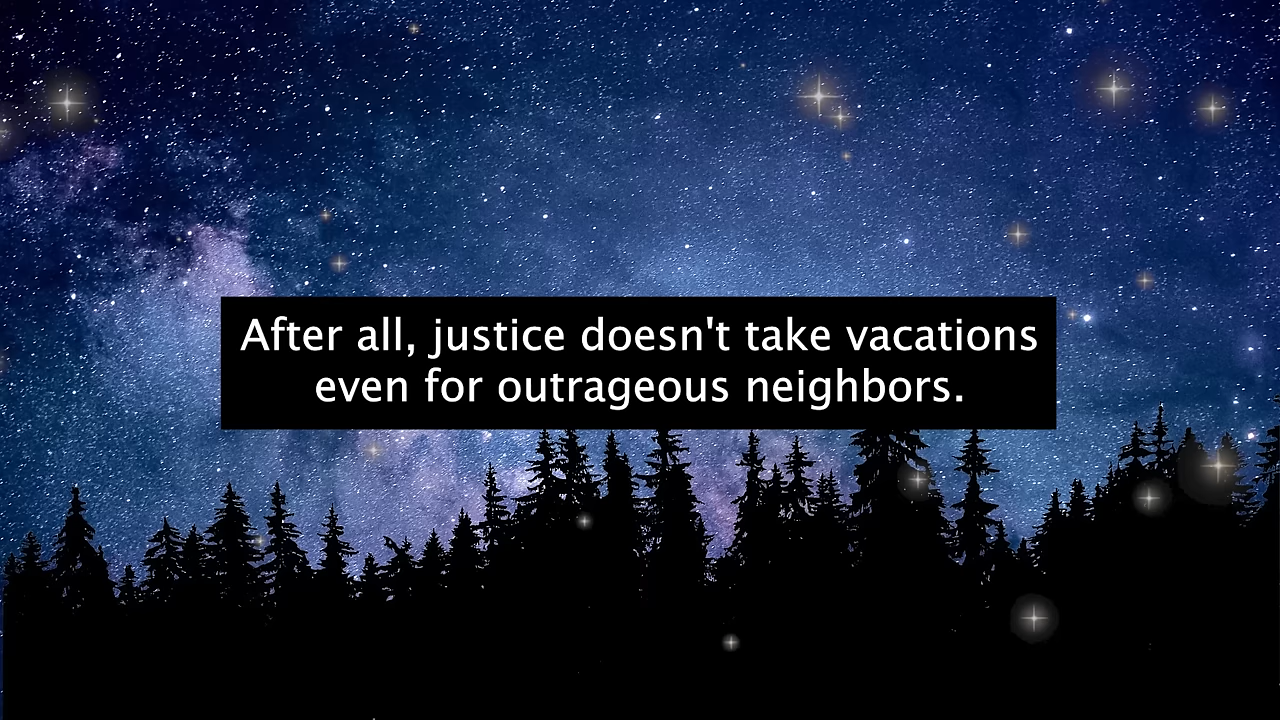 After all, justice doesn't take vacations
even for outrageous neighbors.